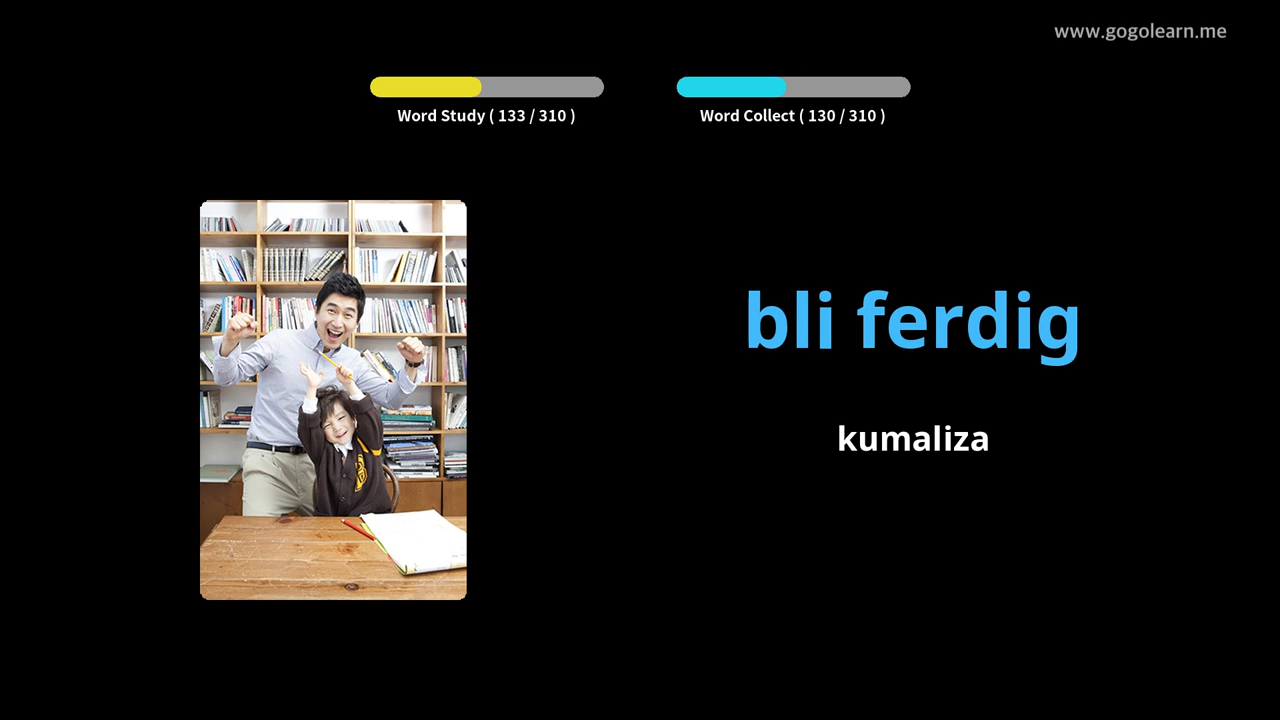 www.gogolearn.me
Word Study ( 133 / 310 )
Word Collect ( 130 / 310 )
bli ferdig
kumaliza